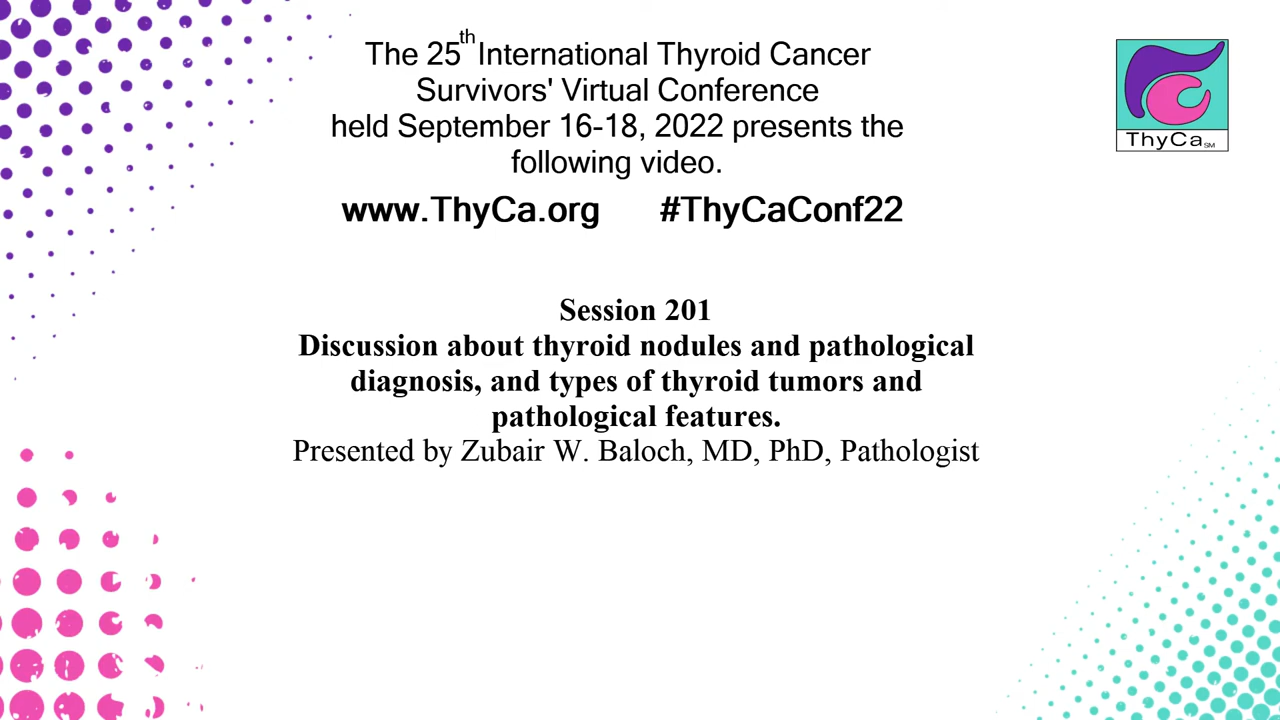 The 25th International Thyroid Cancer
Survivors' Virtual Conference
held September 16-18, 2022 presents the
following video.
www.ThyCa.org #ThyCaConf22
ThyCa SM
Session 201
Discussion about thyroid nodules and pathological
diagnosis, and types of thyroid tumors and
pathological features.
Presented by Zubair W. Baloch, MD, PhD, Pathologist